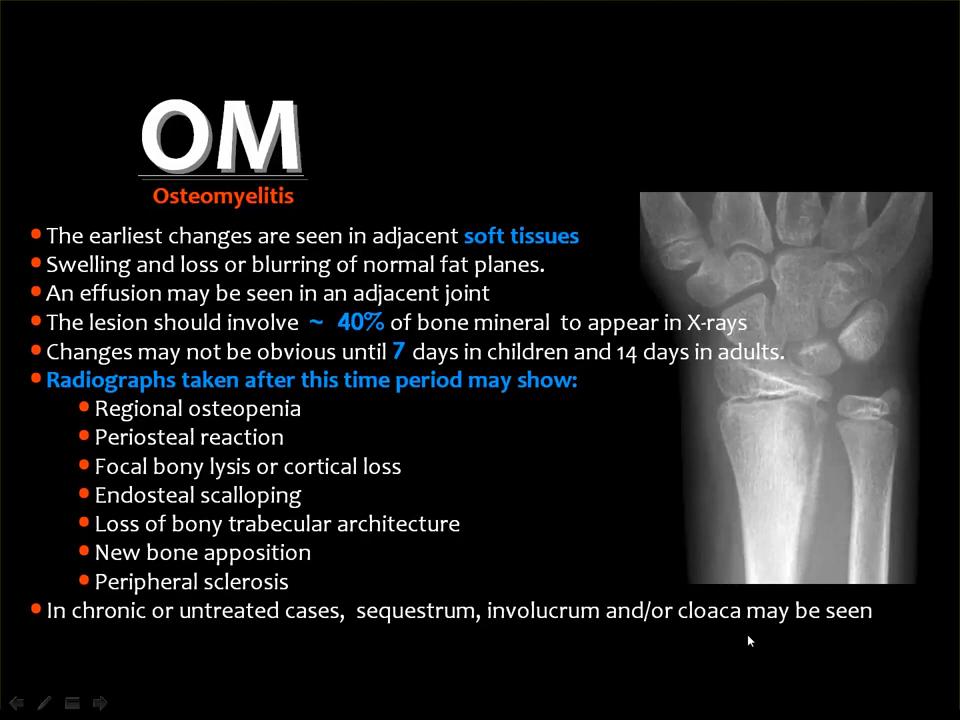 OM
Osteomyelitis
• The earliest changes are seen in adjacent soft tissues
• Swelling and loss or blurring of normal fat planes.
• An effusion may be seen in an adjacent joint
• The lesion should involve ~ 40% of bone mineral to appear in X-rays
• Changes may not be obvious until 7 days in children and 14 days in adults.
• Radiographs taken after this time period may show:
• Regional osteopenia
• Periosteal reaction
• Focal bony lysis or cortical loss
• Endosteal scalloping
• Loss of bony trabecular architecture
• New bone apposition
• Peripheral sclerosis
• In chronic or untreated cases, sequestrum, involucrum and/or cloaca may be seen